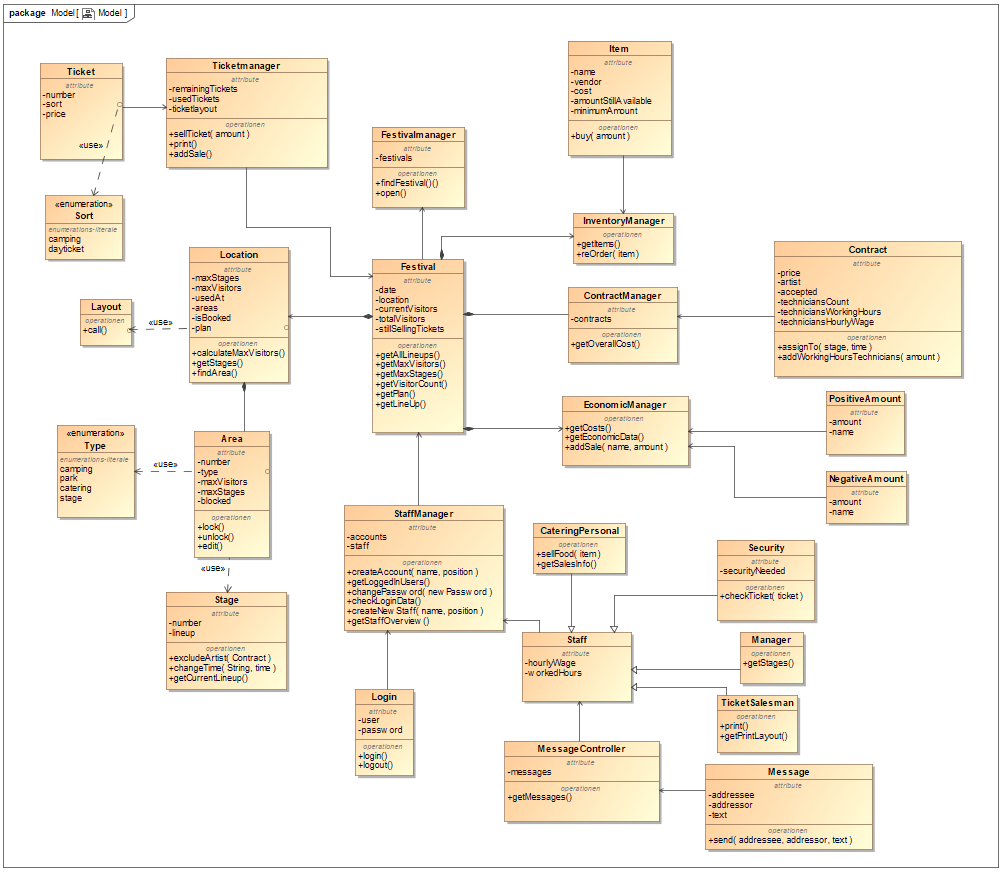 package Model [ Model ]
Ticket
attribute
-number
-sort
-price
«use»
«enumeration»
Sort
enumerations-literale
camping
dayticket
Ticketmanager
attribute
-remainingTickets
-usedTickets
-ticketlayout
operationen
+sellTicket( amount )
+print()
+addSale()
Festivalmanager
attribute
-festivals
operationen
+findFestival()()
+open()
Item
attribute
-name
-vendor
-cost
-amountStillAvailable
-minimumAmount
operationen
+buy( amount )
InventoryManager
operationen
+getItems()
+reOrder( item )
Location
attribute
-maxStages
-maxVisitors
-usedAt
-areas
-isBooked
-plan
operationen
+calculateMaxVisitors()
+getStages()
+findArea()
Layout
operationen
+call()
«use»
Festival
attribute
-date
-location
-currentVisitors
-totalVisitors
-stillSellingTickets
operationen
+getAllLineups()
+getMaxVisitors()
+getMaxStages()
+getVisitorCount()
+getPlan()
+getLineUp()
ContractManager
attribute
-contracts
operationen
+getOverallCost()
Contract
attribute
-price
-artist
-accepted
-techniciansCount
-techniciansWorkingHours
-techniciansHourlyWage
operationen
+assignTo( stage, time )
+addWorkingHoursTechnicians( amount )
EconomicManager
operationen
+getCosts()
+getEconomicData()
+addSale( name, amount )
PositiveAmount
attribute
-amount
-name
NegativeAmount
attribute
-amount
-name
«enumeration»
Type
enumerations-literale
camping
park
catering
stage
«use»
Area
attribute
-number
-type
-maxVisitors
-maxStages
-blocked
operationen
+lock()
+unlock()
+edit()
«use»
Stage
attribute
-number
-lineup
operationen
+excludeArtist( Contract )
+changeTime( String, time )
+getCurrentLineup()
StaffManager
attribute
-accounts
-staff
operationen
+createAccount( name, position )
+getLoggedInUsers()
+changePassw ord( new Passw ord )
+checkLoginData()
+createNew Staff( name, position )
+getStaffOverview ()
CateringPersonal
operationen
+sellFood( item )
+getSalesInfo()
Security
attribute
-securityNeeded
operationen
+checkTicket( ticket )
Staff
attribute
-hourlyWage
-w orkedHours
Manager
operationen
+getStages()
TicketSalesman
operationen
+print()
+getPrintLayout()
Login
attribute
-user
-passw ord
operationen
+login()
+logout()
MessageController
attribute
-messages
operationen
+getMessages()
Message
attribute
-addressee
-addressor
-text
operationen
+send( addressee, addressor, text )